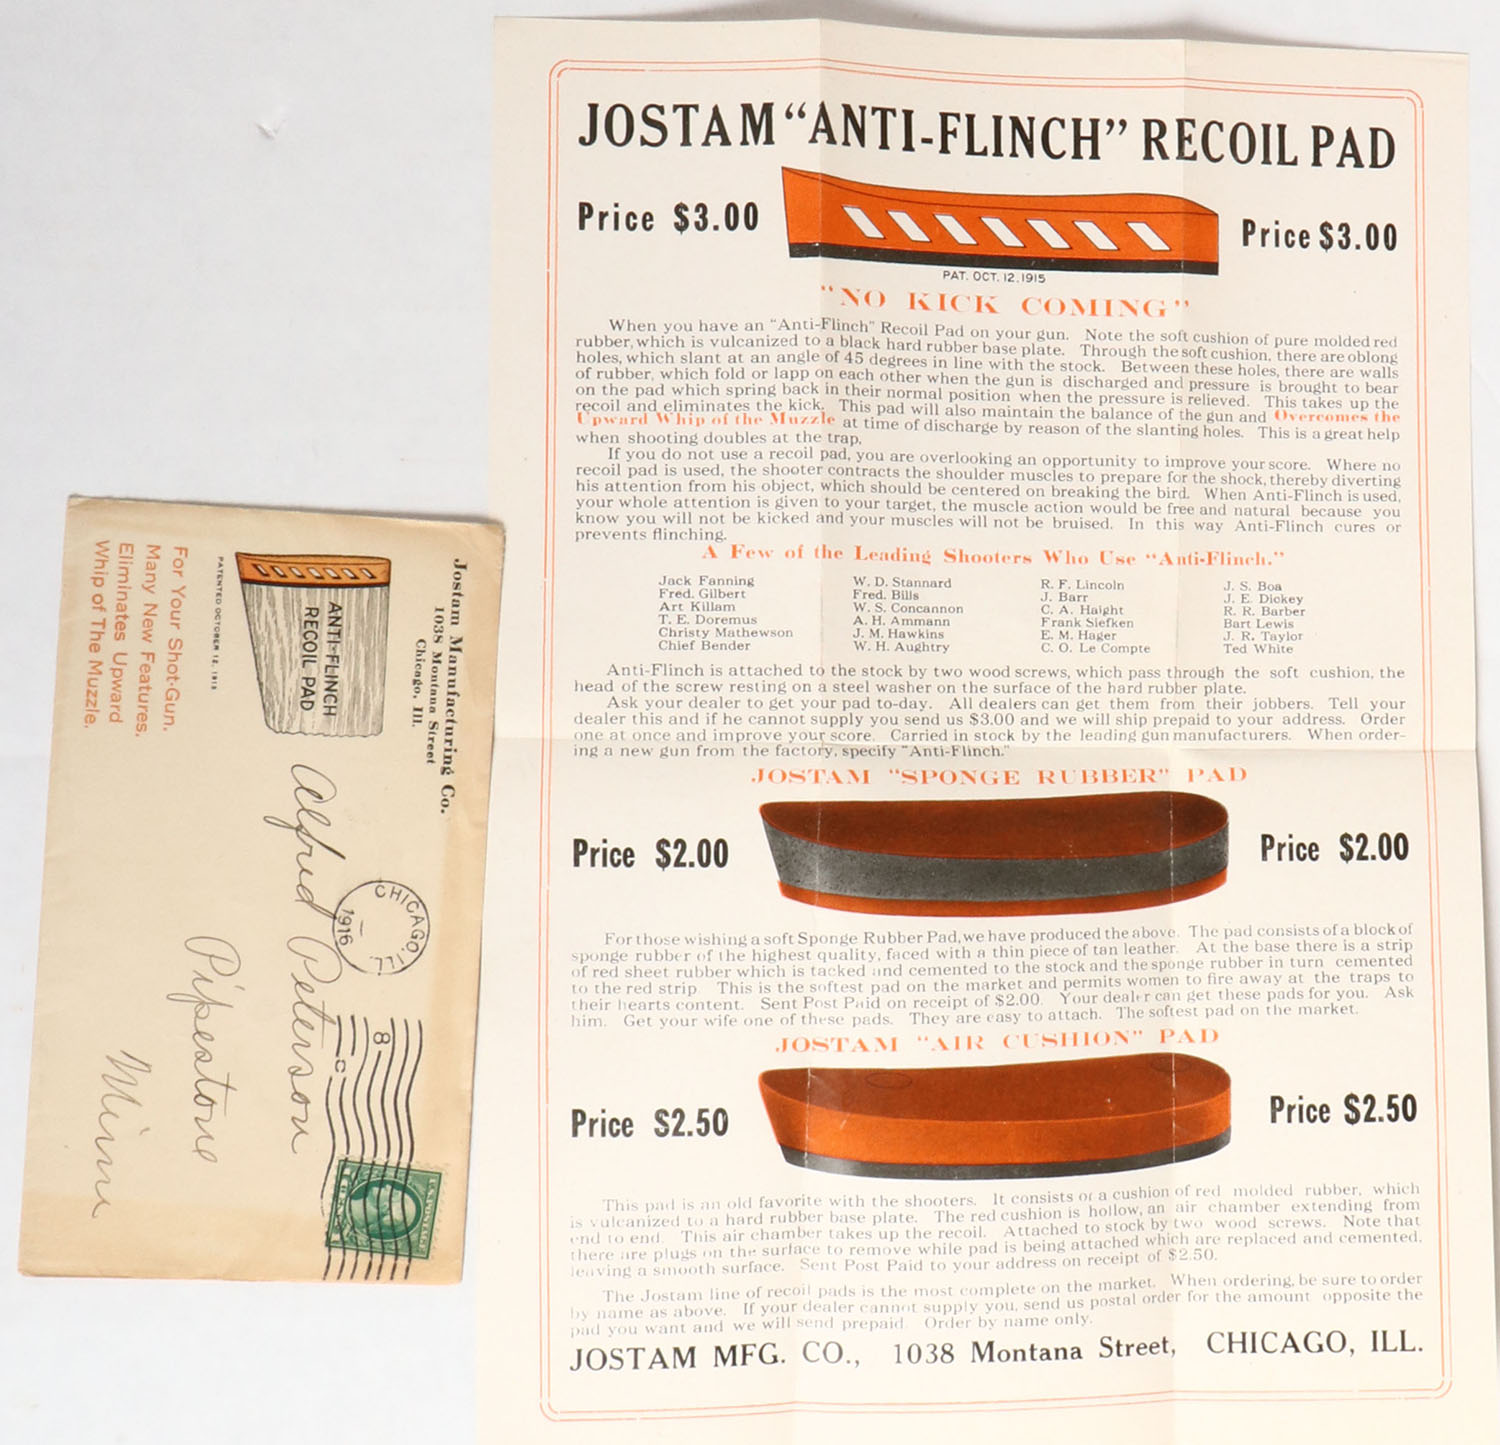 JOSTAM "ANTI-FLINCH" RECOIL PAD
Price $3.00
Price $3.00
PAT. OCT. 12, 1915
"NO KICK COMING"
When you have an "Anti-Flinch" Recoil Pad on your gun. Note the soft cushion of pure molded red
rubber, which is vulcanized to a black hard rubber base plate. Through the soft cushion, there are oblong
holes, which slant at an angle of 45 degrees in line with the stock. Between these holes, there are walls
of rubber, which fold or lapp on each other when the gun is discharged and pressure is brought to bear
on the pad which spring back in their normal position when the pressure is relieved. This takes up the
recoil and eliminates the kick. This pad will also maintain the balance of the gun and Overcomes the
Upward Whip of the Muzzle at time of discharge by reason of the slanting holes. This is a great help
when shooting doubles at the trap.
If you do not use a recoil pad, you are overlooking an opportunity to improve your score. Where no
recoil pad is used, the shooter contracts the shoulder muscles to prepare for the shock, thereby diverting
his attention from his object, which should be centered on breaking the bird. When Anti-Flinch is used,
your whole attention is given to your target, the muscle action would be free and natural because you
know you will not be kicked and your muscles will not be bruised. In this way Anti-Flinch cures or
prevents flinching.
A Few of the Leading Shooters Who Use "Anti-Flinch."
Jack Fanning
Fred. Gilbert
Art Killam
T. E. Doremus
Christy Mathewson
Chief Bender
W. D. Stannard
Fred. Bills
W. S. Concannon
A. H. Ammann
J. M. Hawkins
W. H. Aughtry
R. F. Lincoln
J. Barr
C. A. Haight
Frank Siefken
E. M. Hager
C. O. Le Compte
J. S. Boa
J. E. Dickey
R. R. Barber
Bart Lewis
J. R. Taylor
Ted White
Anti-Flinch is attached to the stock by two wood screws, which pass through the soft cushion, the
head of the screw resting on a steel washer on the surface of the hard rubber plate.
Ask your dealer to get your pad to-day. All dealers can get them from their jobbers. Tell your
dealer this and if he cannot supply you send us $3.00 and we will ship prepaid to your address. Order
one at once and improve your score. Carried in stock by the leading gun manufacturers. When order-
ing a new gun from the factory, specify "Anti-Flinch."
JOSTAM "SPONGE RUBBER" PAD
Price $2.00
Price $2.00
For those wishing a soft Sponge Rubber Pad, we have produced the above. The pad consists of a block of
sponge rubber of the highest quality, faced with a thin piece of tan leather. At the base there is a strip
of red sheet rubber which is tacked and cemented to the stock and the sponge rubber in turn cemented
to the red strip. This is the softest pad on the market and permits women to fire away at the traps to
their hearts content. Sent Post Paid on receipt of $2.00. Your dealer can get these pads for you. Ask
him. Get your wife one of these pads. They are easy to attach. The softest pad on the market.
JOSTAM "AIR CUSHION" PAD
Price $2.50
Price $2.50
This pad is an old favorite with the shooters. It consists of a cushion of red molded rubber, which
is vulcanized to a hard rubber base plate. The red cushion is hollow, an air chamber extending from
end to end. This air chamber takes up the recoil. Attached to stock by two wood screws. Note that
there are plugs on the surface to remove while pad is being attached which are replaced and cemented,
leaving a smooth surface. Sent Post Paid to your address on receipt of $2.50.
The Jostam line of recoil pads is the most complete on the market. When ordering, be sure to order
by name as above. If your dealer cannot supply you, send us postal order for the amount opposite the
pad you want and we will send prepaid. Order by name only.
JOSTAM MFG. CO., 1038 Montana Street, CHICAGO, ILL.
Jostam Manufacturing Co.
1038 Montana Street
Chicago, Ill.
ANTI-FLINCH
RECOIL PAD
PATENTED OCTOBER 12, 1915
For Your Shot-Gun.
Many New Features.
Eliminates Upward
Whip of The Muzzle.
CHICAGO, ILL.
1916
8
C
Alfred Peterson
Pipestone
Minn